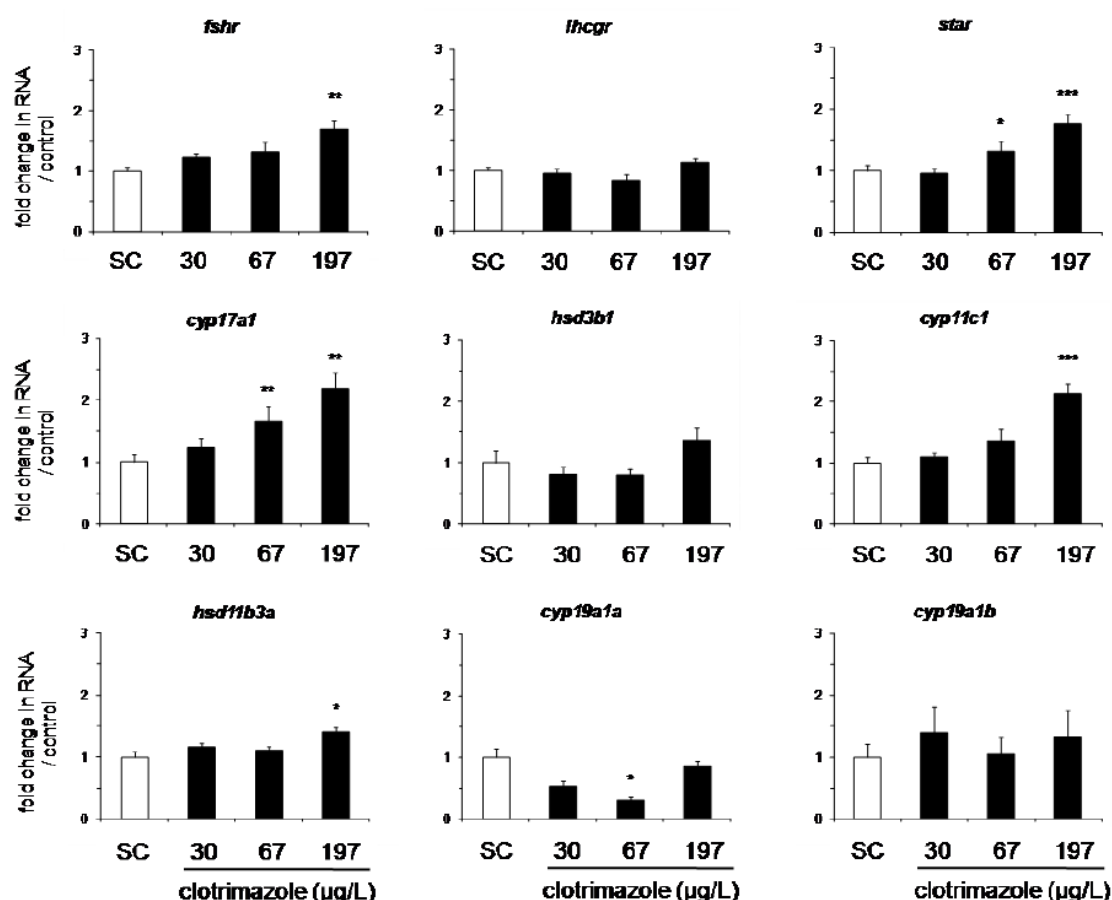 fshr
lhcgr
star
fold change in RNA
/ control
3
2
1
0
**
SC 30 67 197
3
2
1
0
SC 30 67 197
3
2
1
0
*
***
SC 30 67 197
cyp17a1
hsd3b1
cyp11c1
fold change in RNA
/ control
3
2
1
0
**
**
SC 30 67 197
3
2
1
0
SC 30 67 197
3
2
1
0
***
SC 30 67 197
hsd11b3a
cyp19a1a
cyp19a1b
fold change in RNA
/ control
3
2
1
0
*
SC 30 67 197
clotrimazole (µg/L)
3
2
1
0
*
SC 30 67 197
clotrimazole (µg/L)
3
2
1
0
SC 30 67 197
clotrimazole (µg/L)